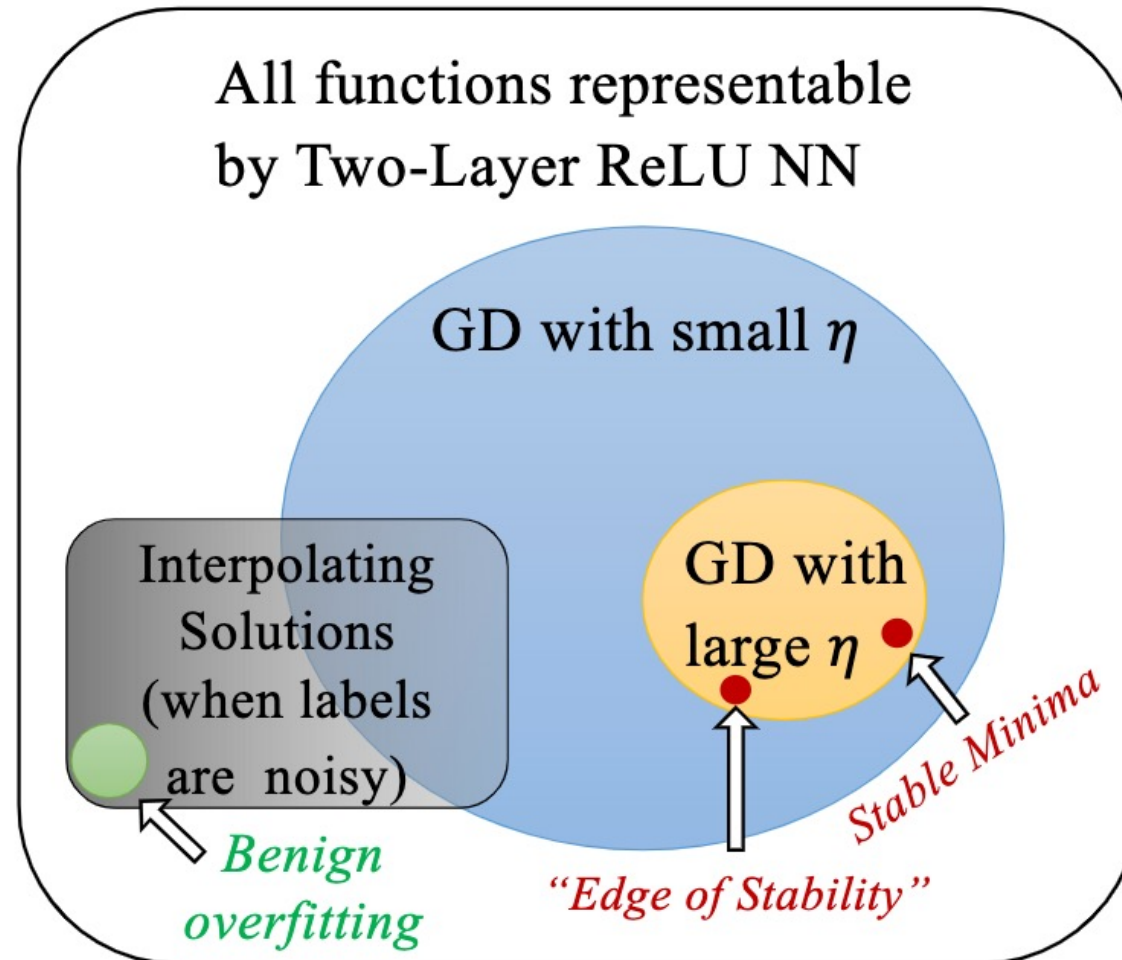 All functions representable
by Two-Layer ReLU NN
GD with small η
Interpolating
Solutions
(when labels
are noisy)
GD with
large η
Stable Minima
Benign
overfitting
“Edge of Stability”